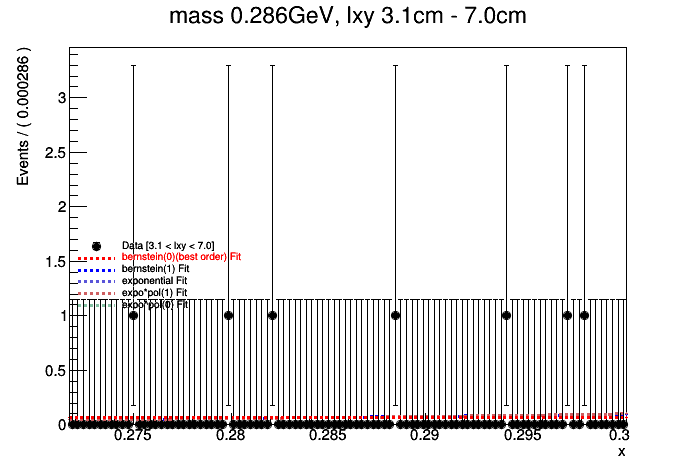 mass 0.286GeV, lxy 3.1cm - 7.0cm
Events / ( 0.000286 )
3
2.5
2
1.5
1
0.5
0
Data [3.1 < lxy < 7.0]
bernstein(0)(best order) Fit
bernstein(1) Fit
exponential Fit
expo*pol(1) Fit
expo*pol(0) Fit
0.275 0.28 0.285 0.29 0.295 0.3
x